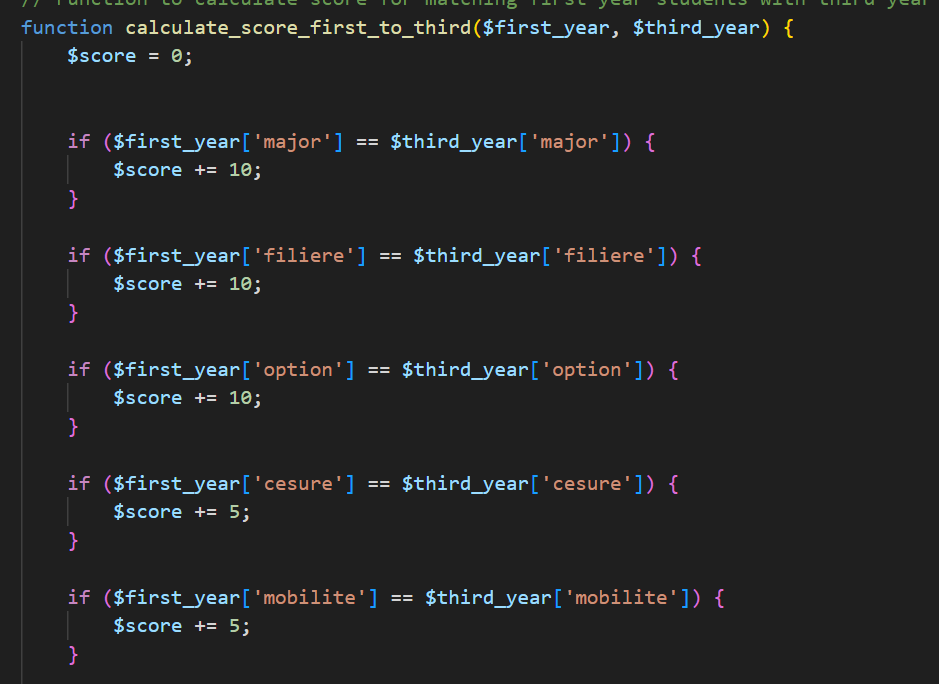 // function to calculate score for matching first year students with third year
function calculate_score_first_to_third($first_year, $third_year) {
$score = 0;
if ($first_year['major'] == $third_year['major']) {
$score += 10;
}
if ($first_year['filiere'] == $third_year['filiere']) {
$score += 10;
}
if ($first_year['option'] == $third_year['option']) {
$score += 10;
}
if ($first_year['cesure'] == $third_year['cesure']) {
$score += 5;
}
if ($first_year['mobilite'] == $third_year['mobilite']) {
$score += 5;
}